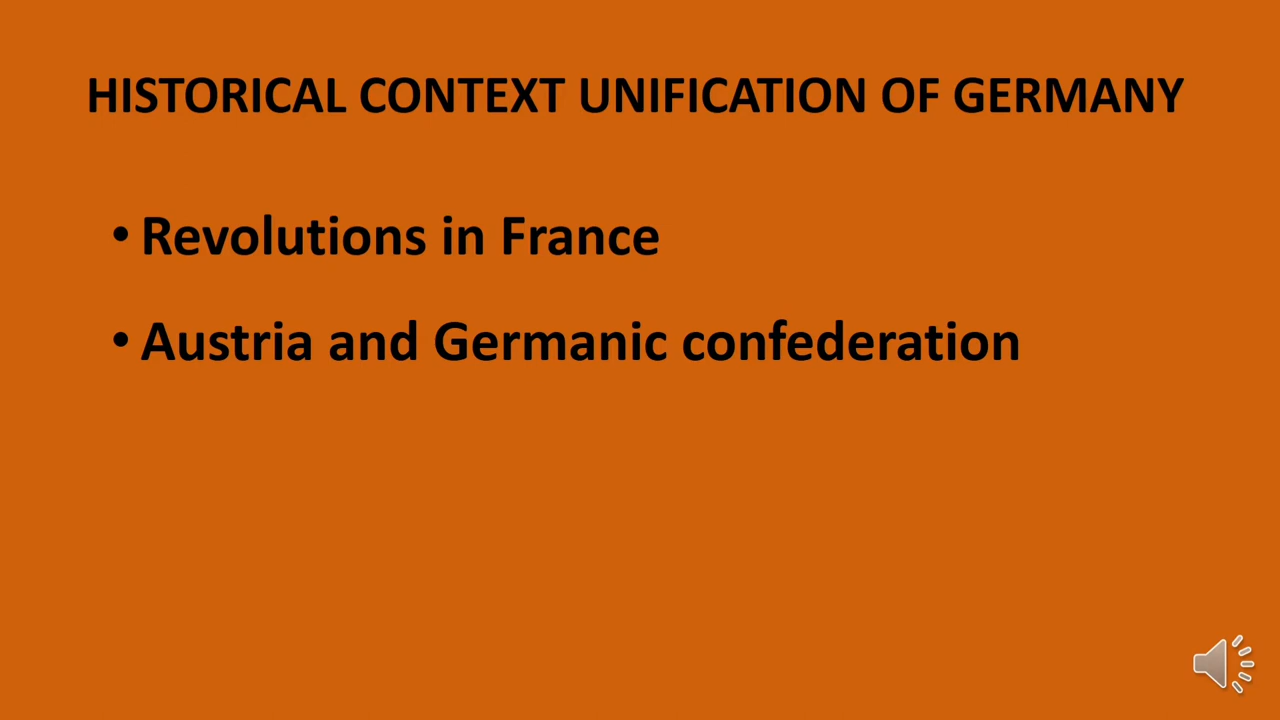 HISTORICAL CONTEXT UNIFICATION OF GERMANY
• Revolutions in France
• Austria and Germanic confederation